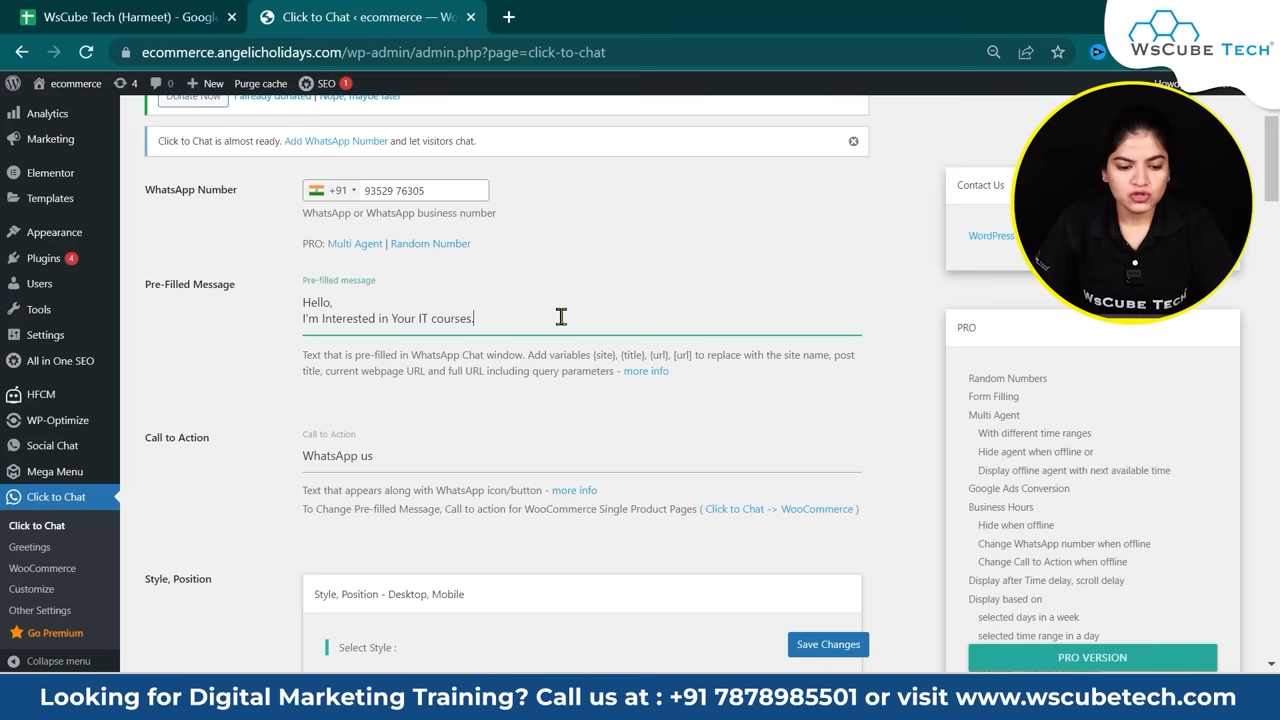 WsCube Tech (Harmeet) - Googl
Click to Chat ‹ ecommerce — Wo
ecommerce.angelicholidays.com/wp-admin/admin.php?page=click-to-chat
WsCube Tech
ecommerce
4
0
New
Purge cache
SEO 1
Howd
Analytics
Marketing
Elementor
Templates
Appearance
Plugins 4
Users
Tools
Settings
All in One SEO
HFCM
WP-Optimize
Social Chat
Mega Menu
Click to Chat
Click to Chat
Greetings
WooCommerce
Customize
Other Settings
Go Premium
Collapse menu
Donate Now I already donated | Nope, maybe later
Click to Chat is almost ready. Add WhatsApp Number and let visitors chat.
WhatsApp Number
+91 93529 76305
WhatsApp or WhatsApp business number
PRO: Multi Agent | Random Number
Pre-Filled Message
Pre-filled message
Hello,
I'm Interested in Your IT courses.
Text that is pre-filled in WhatsApp Chat window. Add variables {site}, {title}, {url}, [url] to replace with the site name, post
title, current webpage URL and full URL including query parameters - more info
Call to Action
Call to Action
WhatsApp us
Text that appears along with WhatsApp icon/button - more info
To Change Pre-filled Message, Call to action for WooCommerce Single Product Pages ( Click to Chat -> WooCommerce )
Style, Position
Style, Position - Desktop, Mobile
Select Style :
Save Changes
Contact Us
WordPress
PRO
Random Numbers
Form Filling
Multi Agent
With different time ranges
Hide agent when offline or
Display offline agent with next available time
Google Ads Conversion
Business Hours
Hide when offline
Change WhatsApp number when offline
Change Call to Action when offline
Display after Time delay, scroll delay
Display based on
selected days in a week
selected time range in a day
PRO VERSION
WsCube Tech
Looking for Digital Marketing Training? Call us at : +91 7878985501 or visit www.wscubetech.com